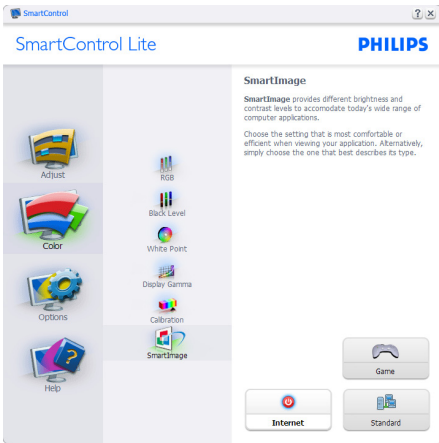 SmartControl
SmartControl Lite
PHILIPS
Adjust
Color
Options
Help
RGB
Black Level
White Point
Display Gamma
Calibration
SmartImage
SmartImage
SmartImage provides different brightness and
contrast levels to accomodate today's wide range of
computer applications.
Choose the setting that is most comfortable or
efficient when viewing your application. Alternatively,
simply choose the one that best describes its type.
Game
Internet
Standard